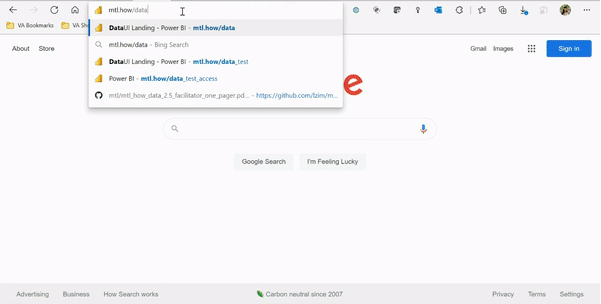 mtl.how/data
VA Bookmarks
DataUI Landing - Power BI - mtl.how/data
mtl.how/data - Bing Search
DataUI Landing - Power BI - mtl.how/data_test
Power BI - mtl.how/data_test_access
mtl/mtl_how_data_2.5_facilitator_one_pager.pd... - https://github.com/lzim/m...
About Store Gmail Images Sign in
e
Google Search I'm Feeling Lucky
Advertising Business How Search works Carbon neutral since 2007 Privacy Terms Settings